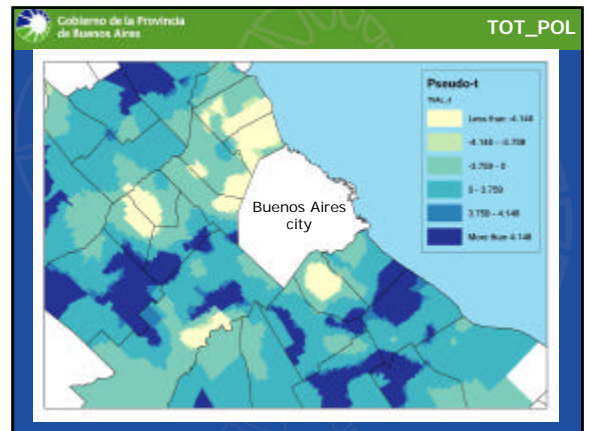 Gobierno de la Provincia
de Buenos Aires
TOT_POL
Pseudo-t
TVAL_t
Less than -4.148
-4.148 - -3.759
-3.759 - 0
0 - 3.759
3.759 - 4.148
More than 4.148
Buenos Aires
city